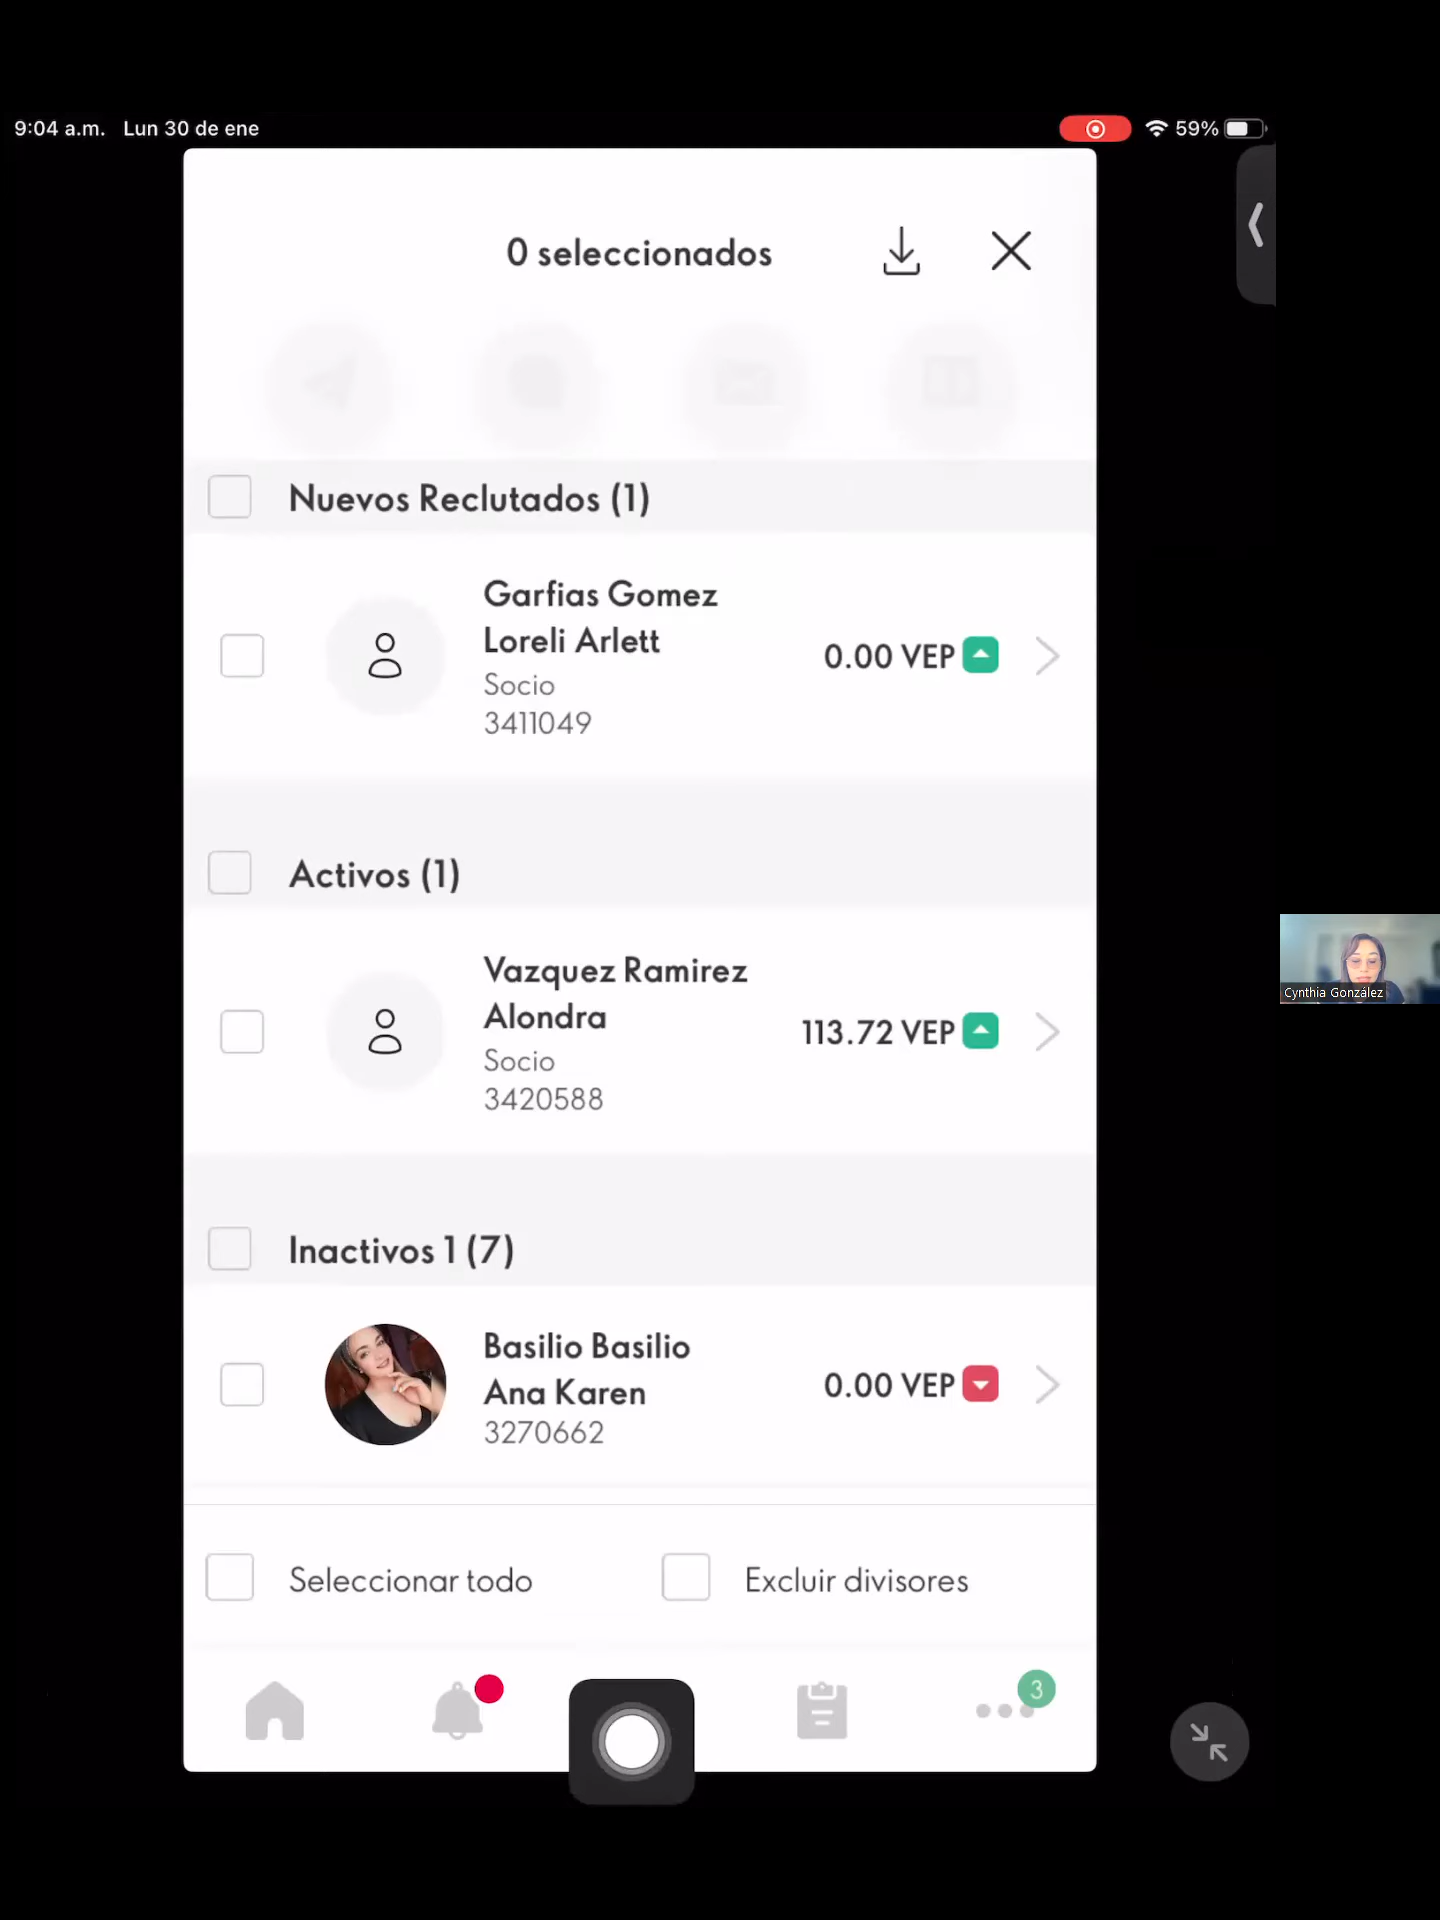 9:04 a.m. Lun 30 de ene
59%
0 seleccionados
Nuevos Reclutados (1)
Garfias Gomez
Loreli Arlett
Socio
3411049
0.00 VEP
Activos (1)
Vazquez Ramirez
Alondra
Socio
3420588
113.72 VEP
Inactivos 1 (7)
Basilio Basilio
Ana Karen
3270662
0.00 VEP
Seleccionar todo
Excluir divisores
3
Cynthia González